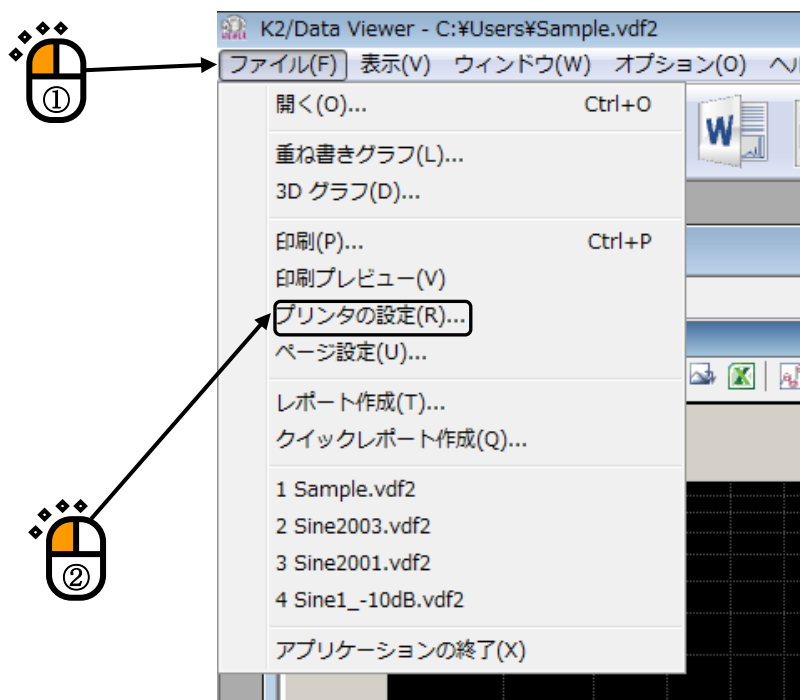 K2/Data Viewer - C:¥Users¥Sample.vdf2
ファイル(F) 表示(V) ウィンドウ(W) オプション(O)
①
開く(O)... Ctrl+O
W
重ね書きグラフ(L)...
3D グラフ(D)...
印刷(P)... Ctrl+P
印刷プレビュー(V)
プリンタの設定(R)...
ページ設定(U)...
レポート作成(T)...
クイックレポート作成(Q)...
1 Sample.vdf2
2 Sine2003.vdf2
②
3 Sine2001.vdf2
4 Sine1_-10dB.vdf2
アプリケーションの終了(X)